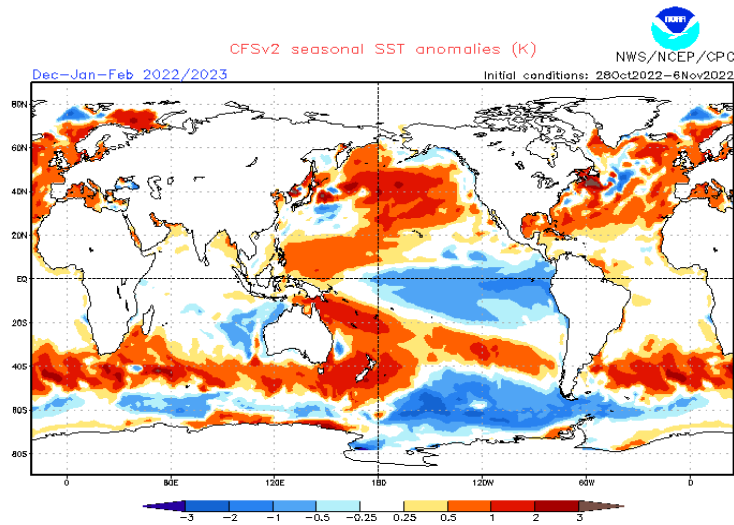 NOAA
CFSv2 seasonal SST anomalies (K)
NWS/NCEP/CPC
Dec-Jan-Feb 2022/2023
Initial conditions: 28Oct2022-6Nov2022
80N
60N
40N
20N
EQ
20S
40S
60S
80S
0 60E 120E 180 120W 60W 0
-3 -2 -1 -0.5 -0.25 0.25 0.5 1 2 3